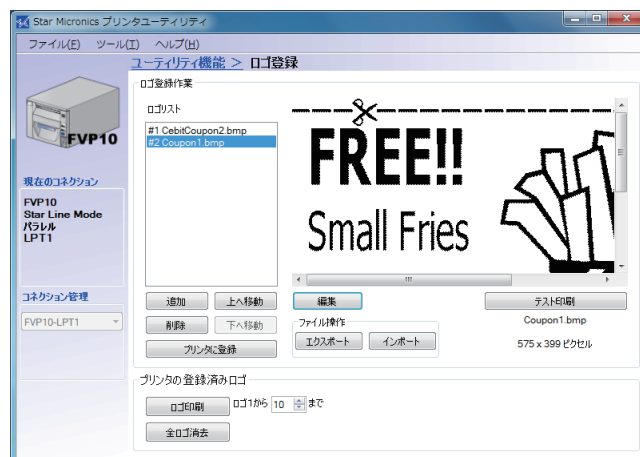 Star Micronics プリンタユーティリティ
ファイル(F) ツール(T) ヘルプ(H)
ユーティリティ機能 > ロゴ登録
FVP10
現在のコネクション
FVP10
Star Line Mode
パラレル
LPT1
コネクション管理
FVP10-LPT1
ロゴ登録作業
ロゴリスト
#1 CebitCoupon2.bmp
#2 Coupon1.bmp
FREE!!
Small Fries
追加 上へ移動 編集 テスト印刷
削除 下へ移動 ファイル操作 Coupon1.bmp
プリンタに登録 エクスポート インポート 575 x 399 ピクセル
プリンタの登録済みロゴ
ロゴ印刷 ロゴ1から 10 まで
全ロゴ消去